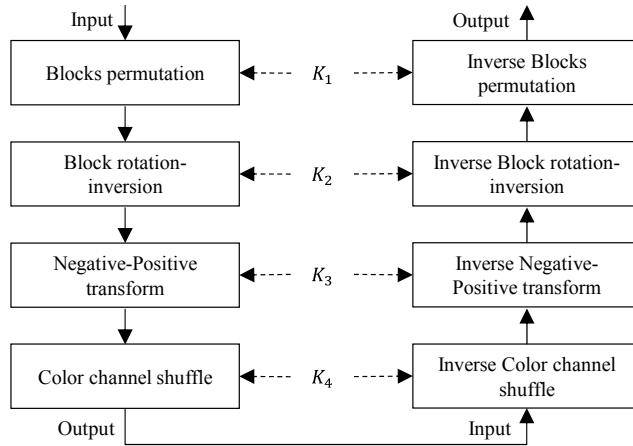 Input
Output
Blocks permutation
K₁
Inverse Blocks
permutation
Block rotation-
inversion
K₂
Inverse Block rotation-
inversion
Negative-Positive
transform
K₃
Inverse Negative-
Positive transform
Color channel shuffle
K₄
Inverse Color channel
shuffle
Output
Input